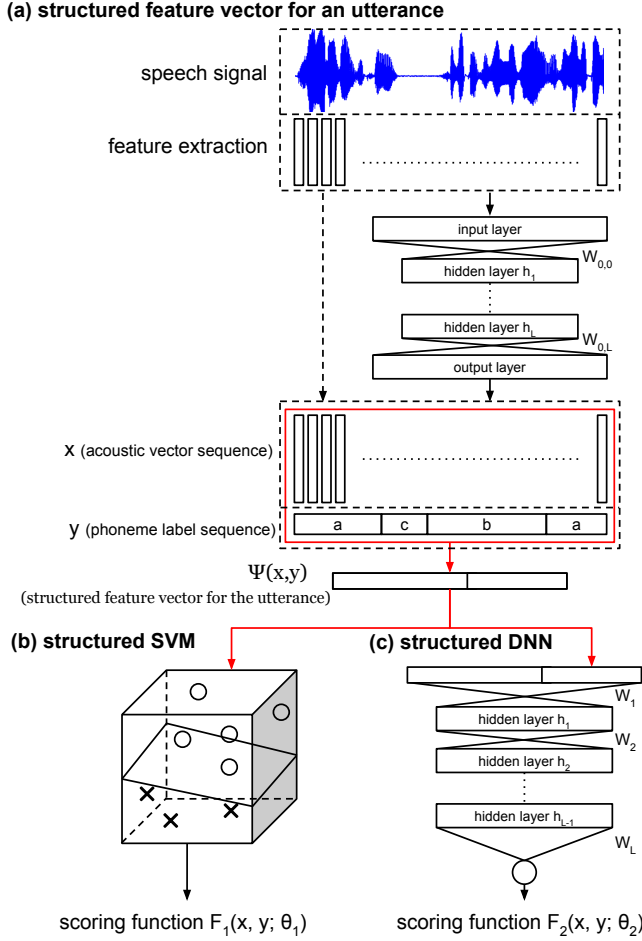 (a) structured feature vector for an utterance
speech signal
feature extraction
input layer
W0,0
hidden layer h1
hidden layer hL
W0,L
output layer
x (acoustic vector sequence)
y (phoneme label sequence)
a c b a
Ψ(x,y)
(structured feature vector for the utterance)
(b) structured SVM
(c) structured DNN
W1
hidden layer h1
W2
hidden layer h2
hidden layer hL-1
WL
scoring function F1(x, y; θ1)
scoring function F2(x, y; θ2)